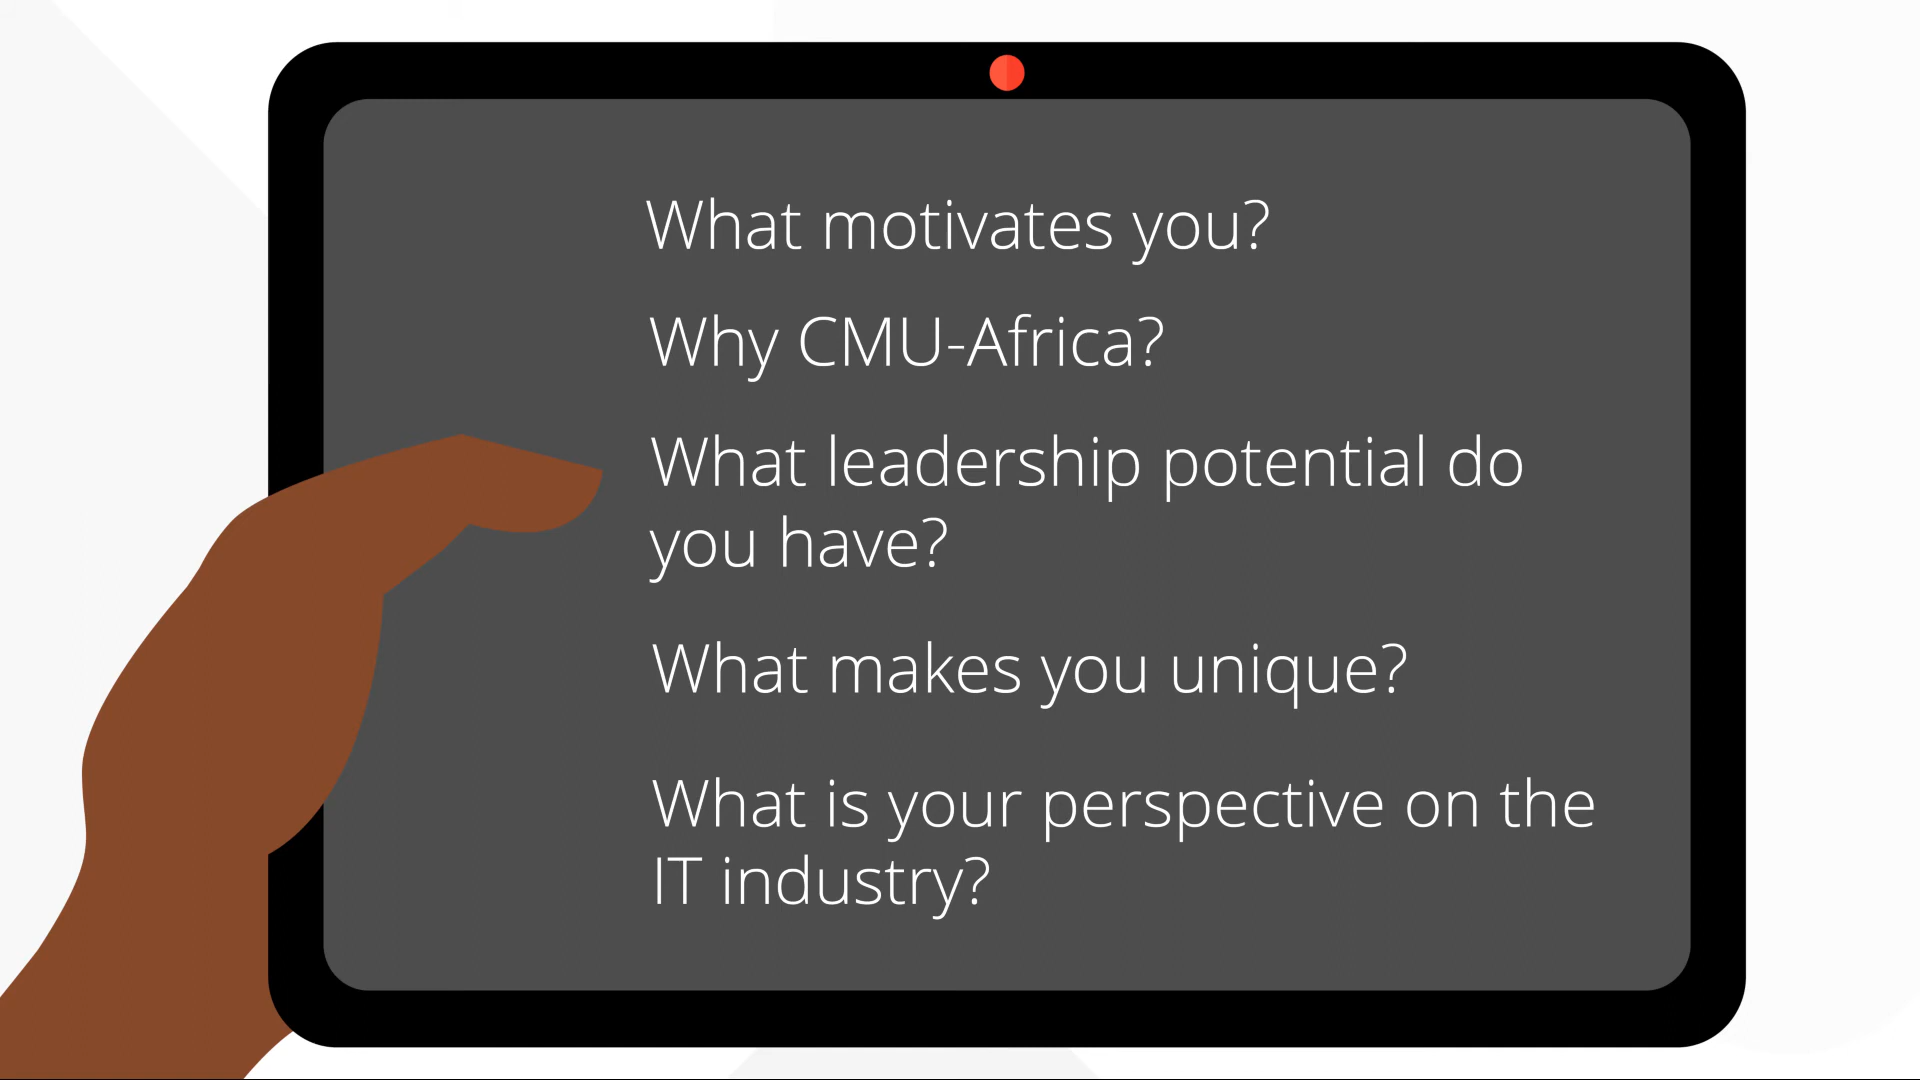 What motivates you?
Why CMU-Africa?
What leadership potential do
you have?
What makes you unique?
What is your perspective on the
IT industry?